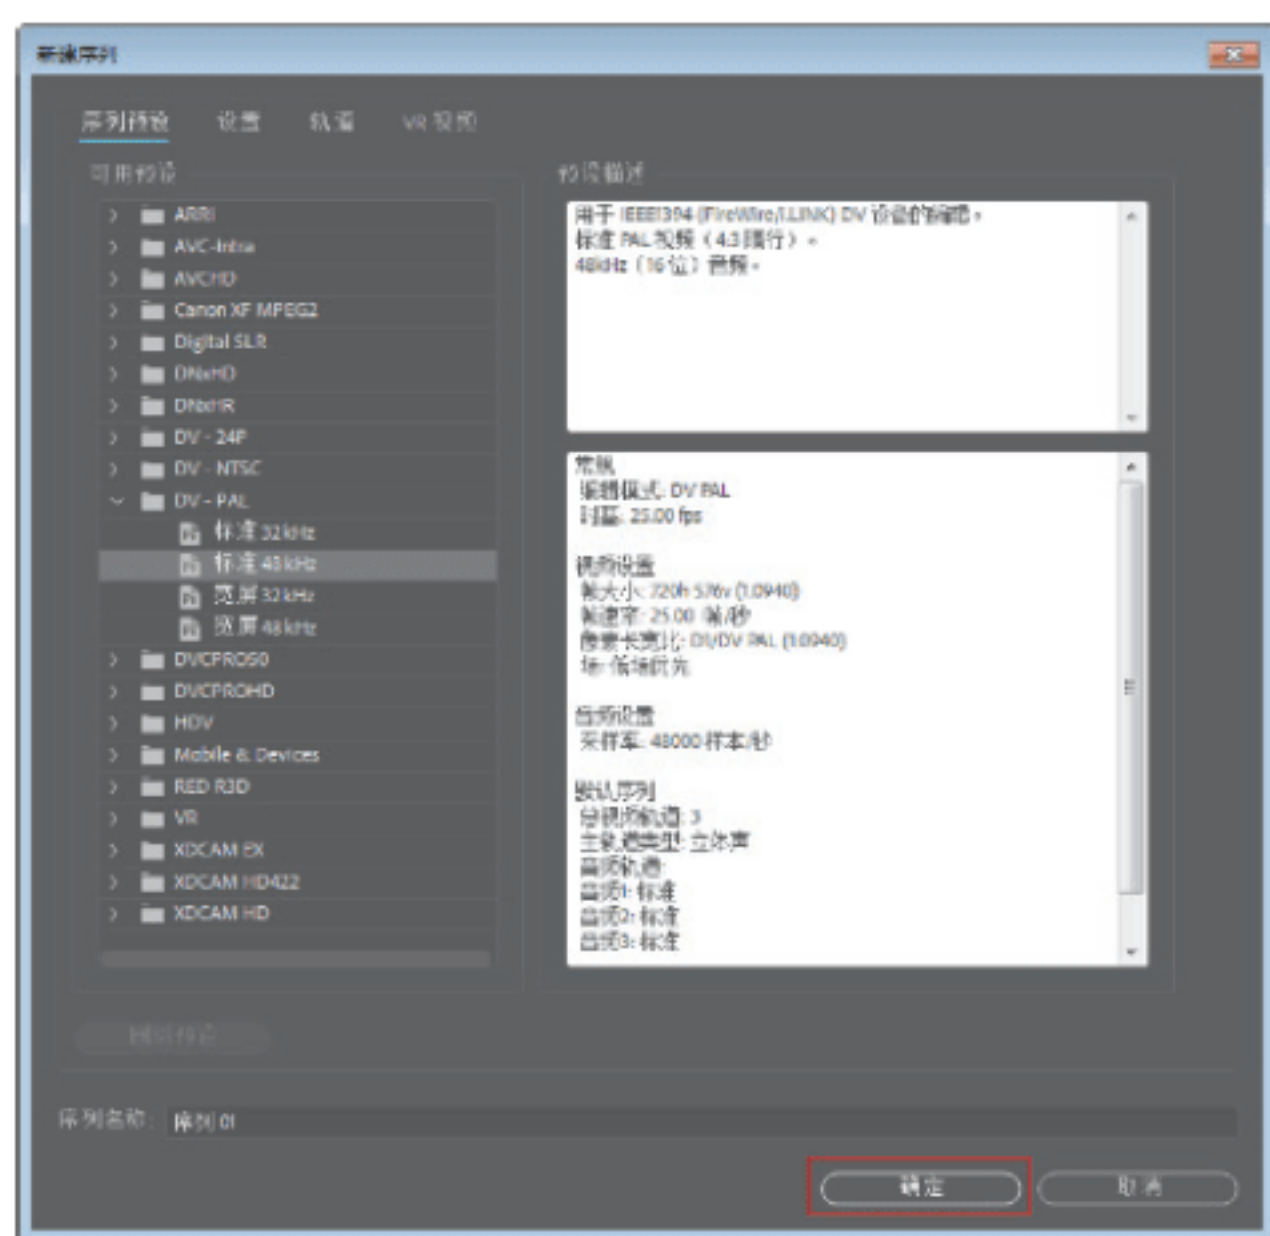 新建序列
序列预设 设置 轨道 VR 视频
可用预设
ARRI
AVC-Intra
AVCHD
Canon XF MPEG2
Digital SLR
DNxHD
DNxHR
DV - 24P
DV - NTSC
DV - PAL
标准 32kHz
标准 48kHz
宽屏 32kHz
宽屏 48kHz
DVCPRO50
DVCPROHD
HDV
Mobile & Devices
RED R3D
VR
XDCAM EX
XDCAM HD422
XDCAM HD
删除预设
预设描述
用于 IEEE1394 (FireWire/i.LINK) DV 设备的编辑。
标准 PAL 视频（4:3 隔行）。
48kHz（16 位）音频。
常规
编辑模式: DV PAL
时基: 25.00 fps
视频设置
帧大小: 720h 576v (1.0940)
帧速率: 25.00 帧/秒
像素长宽比: D1/DV PAL (1.0940)
场: 低场优先
音频设置
采样率: 48000 样本/秒
默认序列
总视频轨道: 3
主轨道类型: 立体声
音频轨道:
音频1: 标准
音频2: 标准
音频3: 标准
序列名称: 序列 01
确定 取消